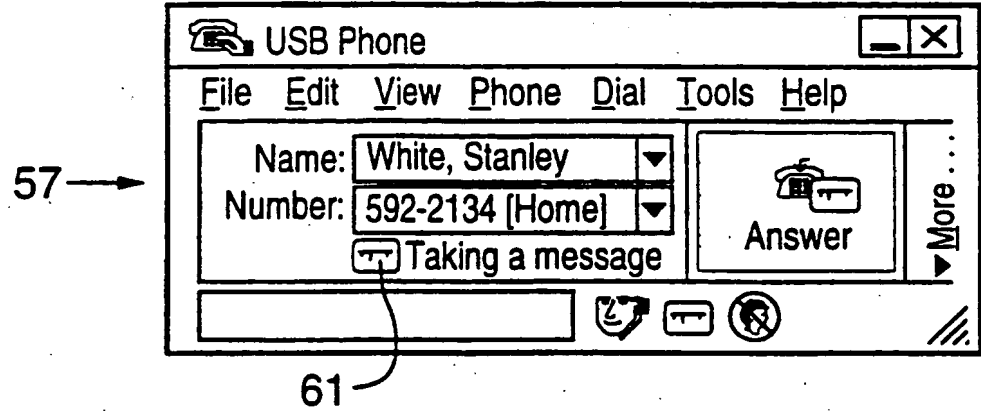 USB Phone
File Edit View Phone Dial Tools Help
57
Name: White, Stanley
Number: 592-2134 [Home]
Taking a message
Answer
More...
61